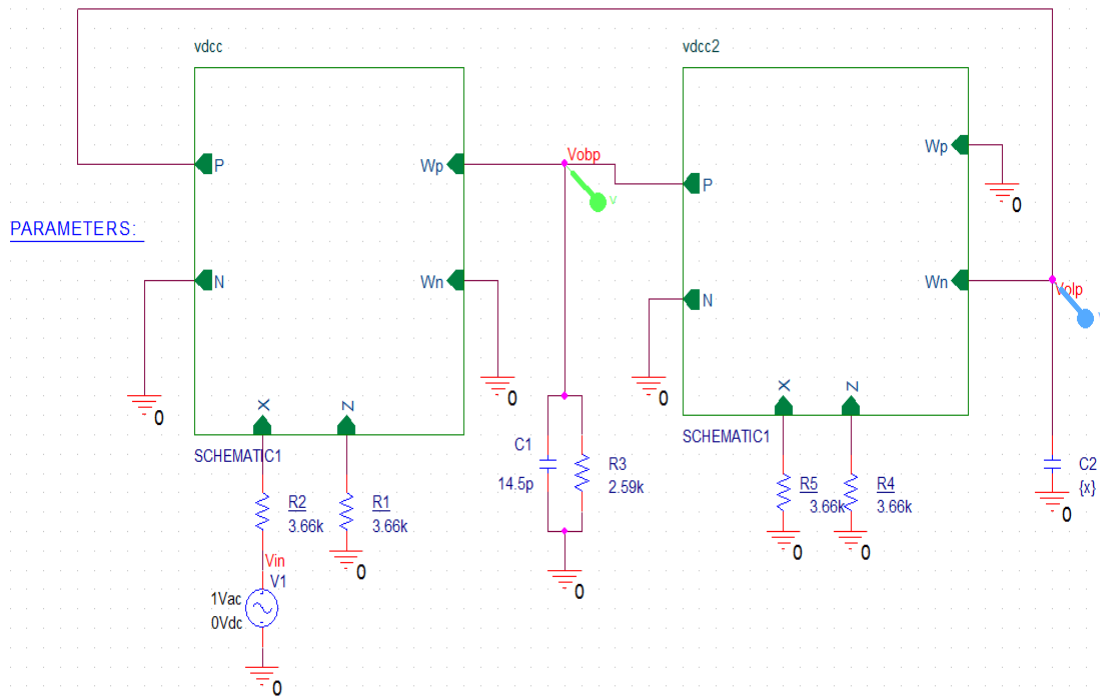 vdcc
vdcc2
P
Wp
Vobp
Wp
P
0
PARAMETERS:
N
Wn
N
Wn
Volp
v
v
0
0
0
X
Z
X
Z
SCHEMATIC1
SCHEMATIC1
C1
14.5p
R3
2.59k
R2
3.66k
R1
3.66k
R5
3.66k
R4
3.66k
C2
{x}
0
0
0
0
0
Vin
V1
1Vac
0Vdc
0